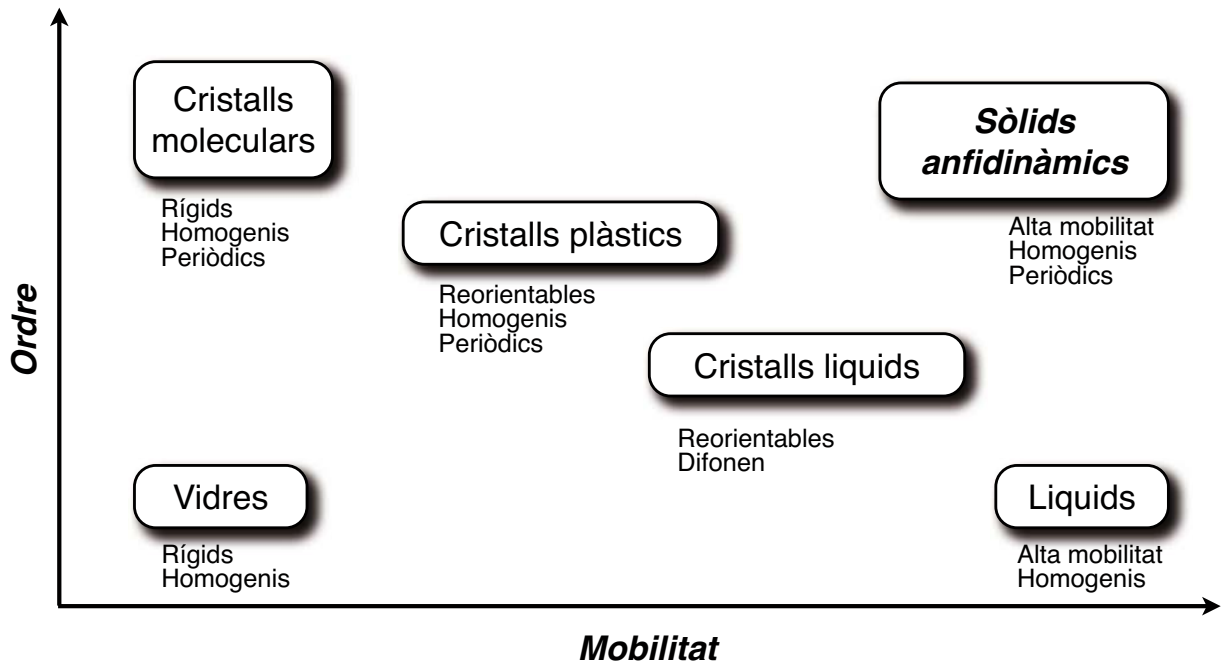 Cristalls
moleculars
Rígids
Homogenis
Periòdics
Sòlids
anfidinàmics
Alta mobilitat
Homogenis
Periòdics
Cristalls plàstics
Reorientables
Homogenis
Periòdics
Cristalls liquids
Reorientables
Difonen
Vidres
Rígids
Homogenis
Liquids
Alta mobilitat
Homogenis
Ordre
Mobilitat